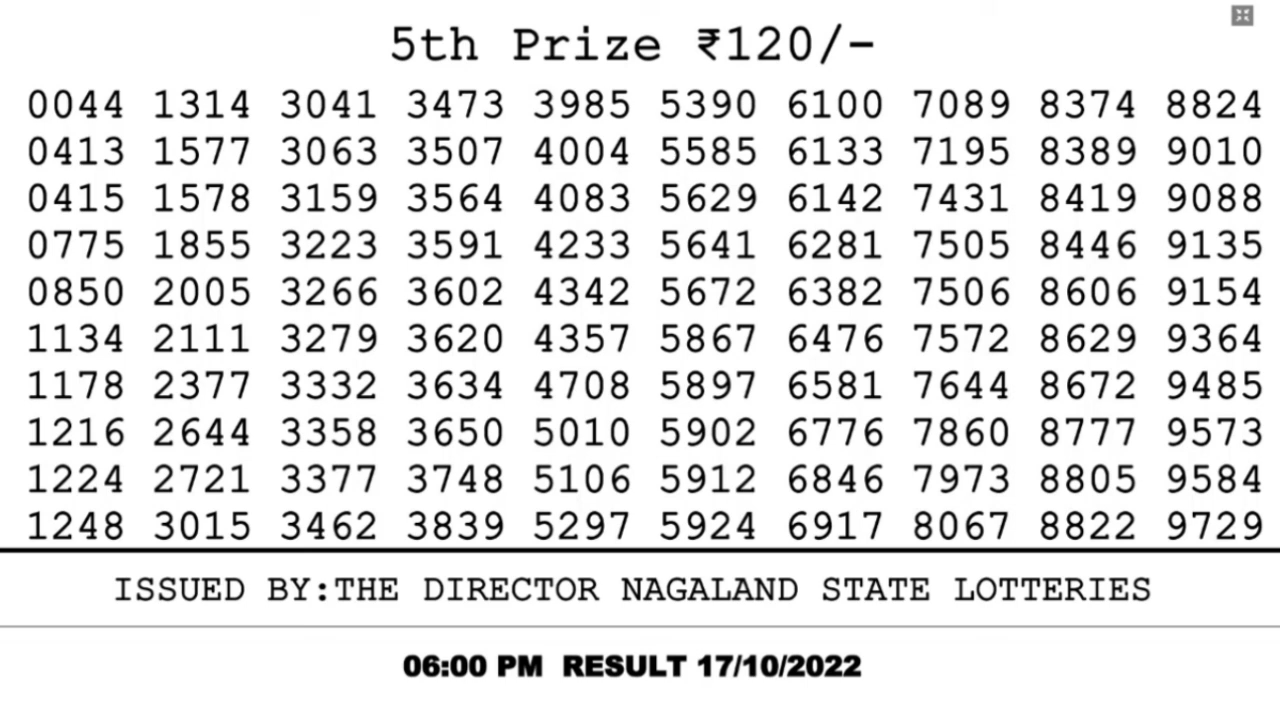 5th Prize ₹120/-
0044 1314 3041 3473 3985 5390 6100 7089 8374 8824
0413 1577 3063 3507 4004 5585 6133 7195 8389 9010
0415 1578 3159 3564 4083 5629 6142 7431 8419 9088
0775 1855 3223 3591 4233 5641 6281 7505 8446 9135
0850 2005 3266 3602 4342 5672 6382 7506 8606 9154
1134 2111 3279 3620 4357 5867 6476 7572 8629 9364
1178 2377 3332 3634 4708 5897 6581 7644 8672 9485
1216 2644 3358 3650 5010 5902 6776 7860 8777 9573
1224 2721 3377 3748 5106 5912 6846 7973 8805 9584
1248 3015 3462 3839 5297 5924 6917 8067 8822 9729
ISSUED BY:THE DIRECTOR NAGALAND STATE LOTTERIES
06:00 PM RESULT 17/10/2022